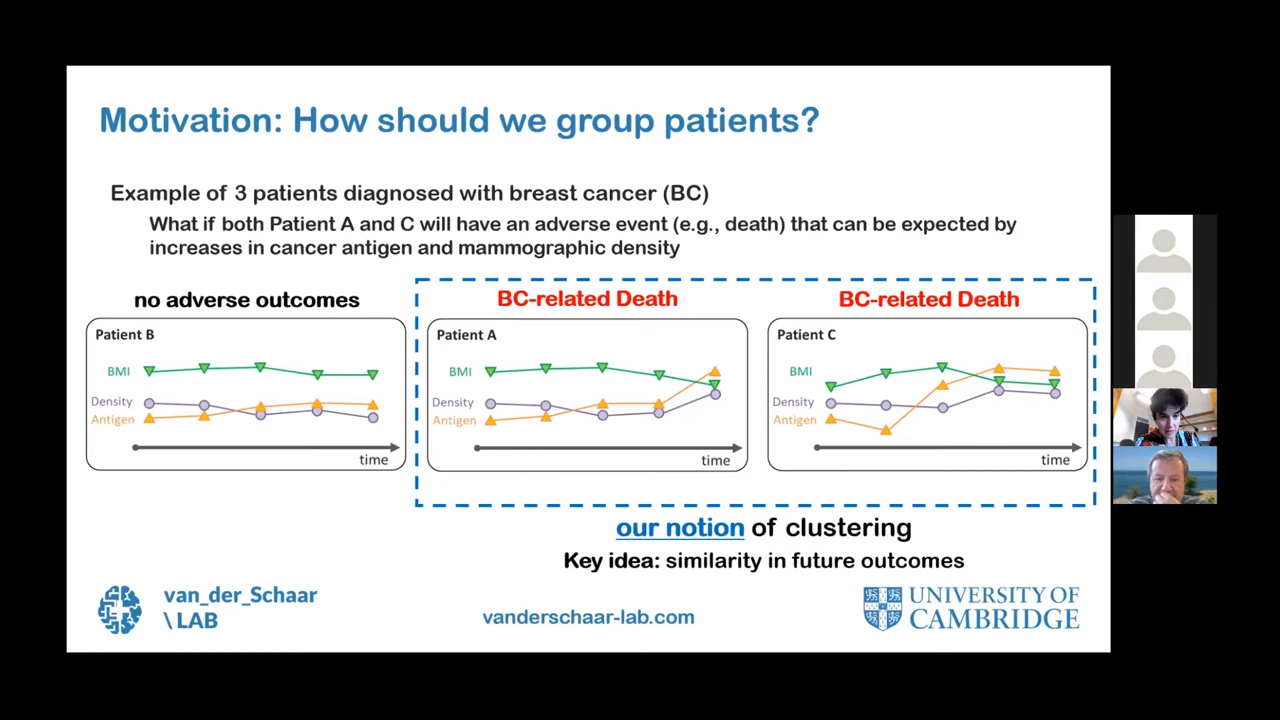 Motivation: How should we group patients?
Example of 3 patients diagnosed with breast cancer (BC)
What if both Patient A and C will have an adverse event (e.g., death) that can be expected by
increases in cancer antigen and mammographic density
no adverse outcomes
Patient B
BMI
Density
Antigen
time
BC-related Death
Patient A
BMI
Density
Antigen
time
BC-related Death
Patient C
BMI
Density
Antigen
time
our notion of clustering
Key idea: similarity in future outcomes
van_der_Schaar
\ LAB
vanderschaar-lab.com
UNIVERSITY OF
CAMBRIDGE